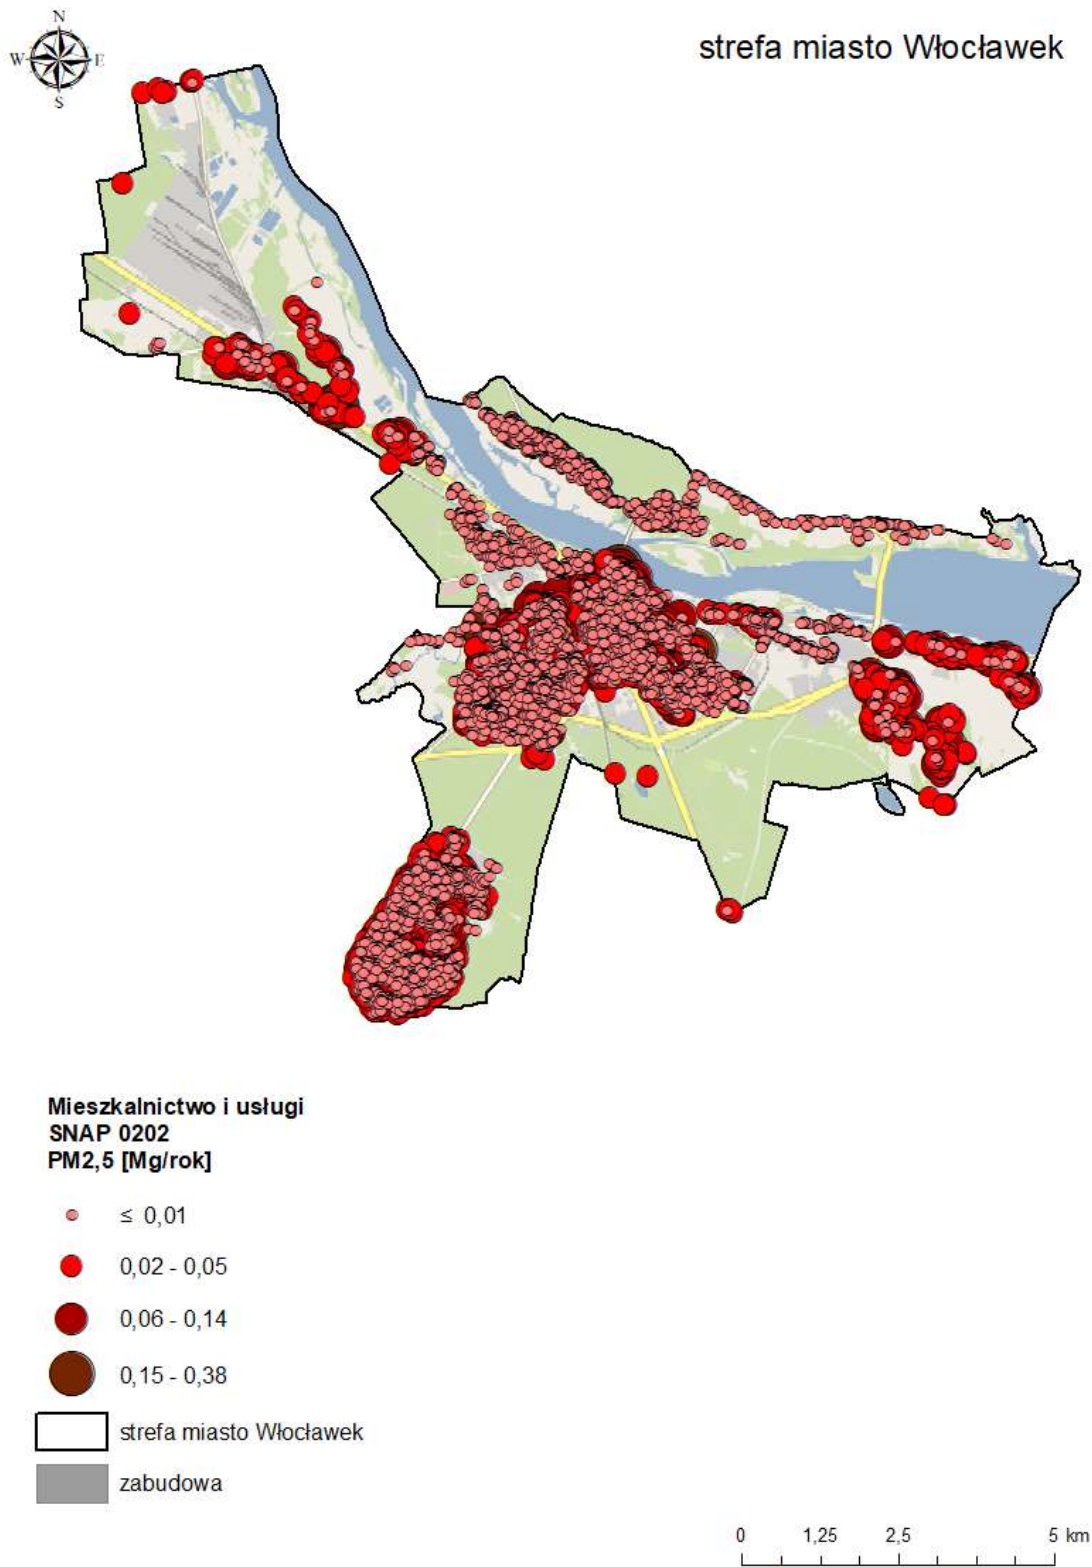 N
W E
S
strefa miasto Włocławek
Mieszkalnictwo i usługi
SNAP 0202
PM2,5 [Mg/rok]
≤ 0,01
0,02 - 0,05
0,06 - 0,14
0,15 - 0,38
strefa miasto Włocławek
zabudowa
0 1,25 2,5 5 km